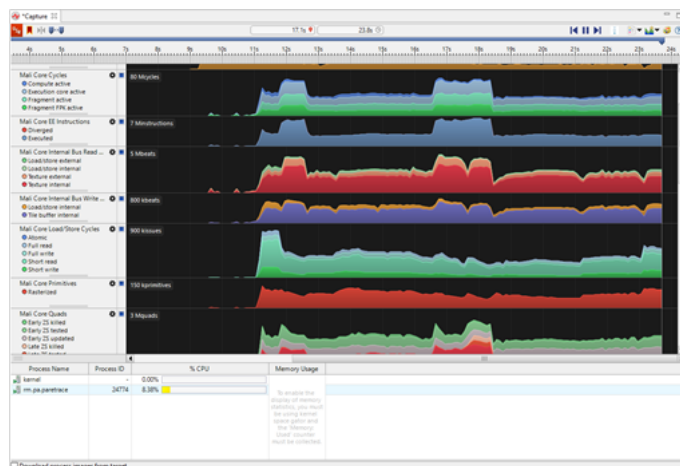 *Capture
17.1s
23.8s
4s 5s 6s 7s 8s 9s 10s 11s 12s 13s 14s 15s 16s 17s 18s 19s 20s 21s 22s 23s 24s
Mali Core Cycles
80 Mcycles
Compute active
Execution core active
Fragment active
Fragment FPK active
Mali Core EE Instructions
7 Minstructions
Diverged
Executed
Mali Core Internal Bus Read ...
5 Mbeats
Load/store external
Load/store internal
Texture external
Texture internal
Mali Core Internal Bus Write ...
800 kbeats
Load/store internal
Tile buffer internal
Mali Core Load/Store Cycles
900 kissues
Atomic
Full read
Full write
Short read
Short write
Mali Core Primitives
150 kprimitives
Rasterized
Mali Core Quads
3 Mquads
Early ZS killed
Early ZS tested
Early ZS updated
Late ZS killed
Process Name Process ID % CPU Memory Usage
kernel - 0.00%
rm.pa.paretrace 24774 8.38%
To enable the
display of memory
statistics, you must
be using kernel
space gator and
the 'Memory:
Used' counter
must be collected.
Download process images from target